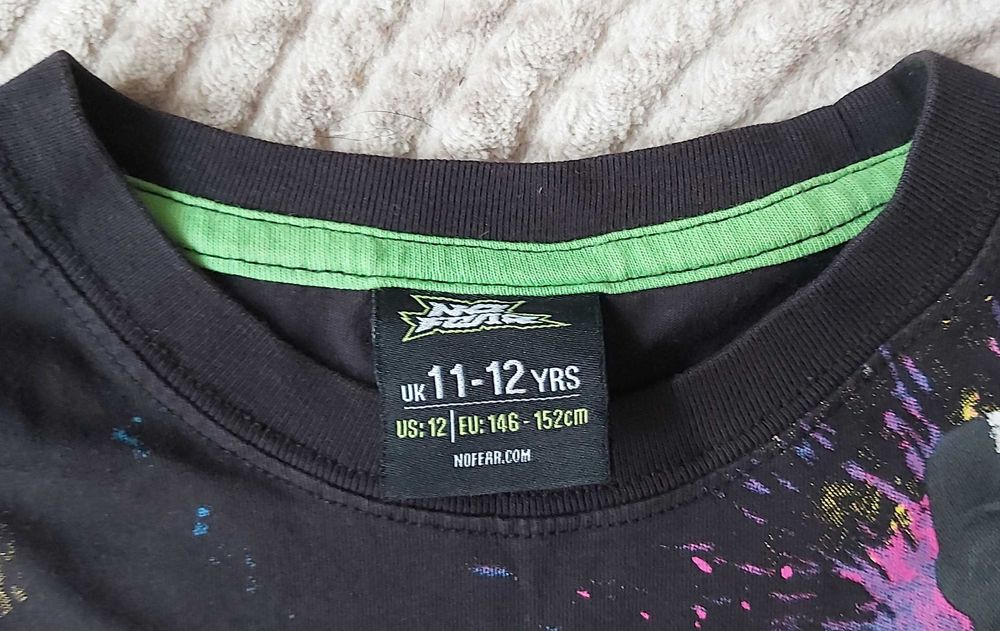 NO
FEAR
UK 11-12 YRS
US: 12 EU: 146 - 152cm
NOFEAR.COM